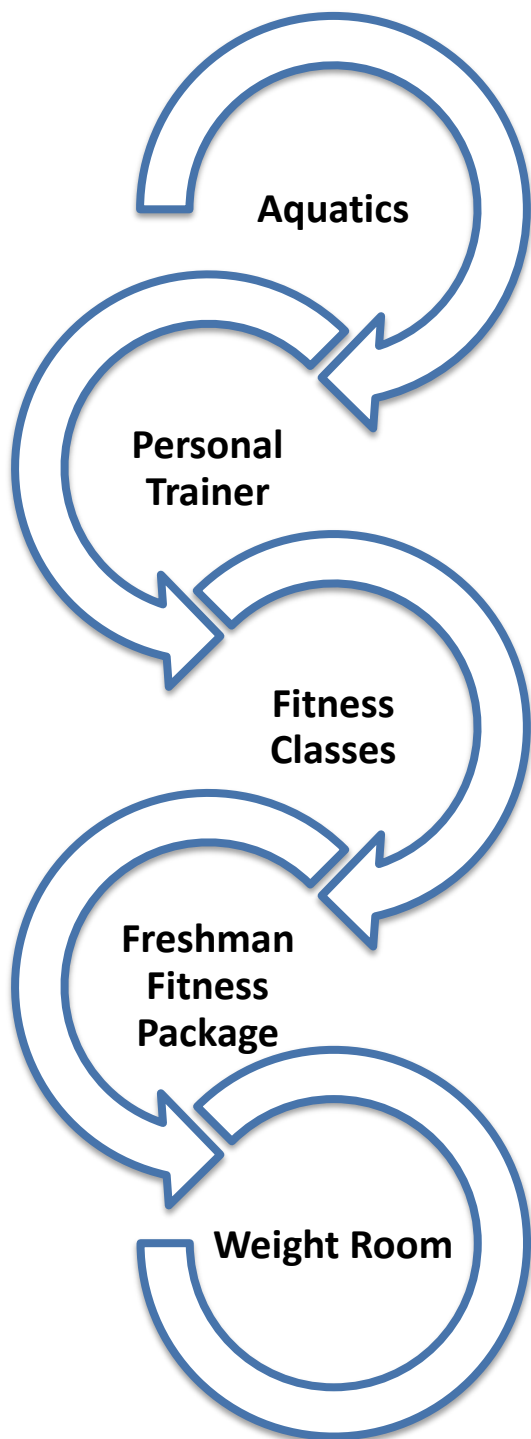 Aquatics
Personal
Trainer
Fitness
Classes
Freshman
Fitness
Package
Weight Room